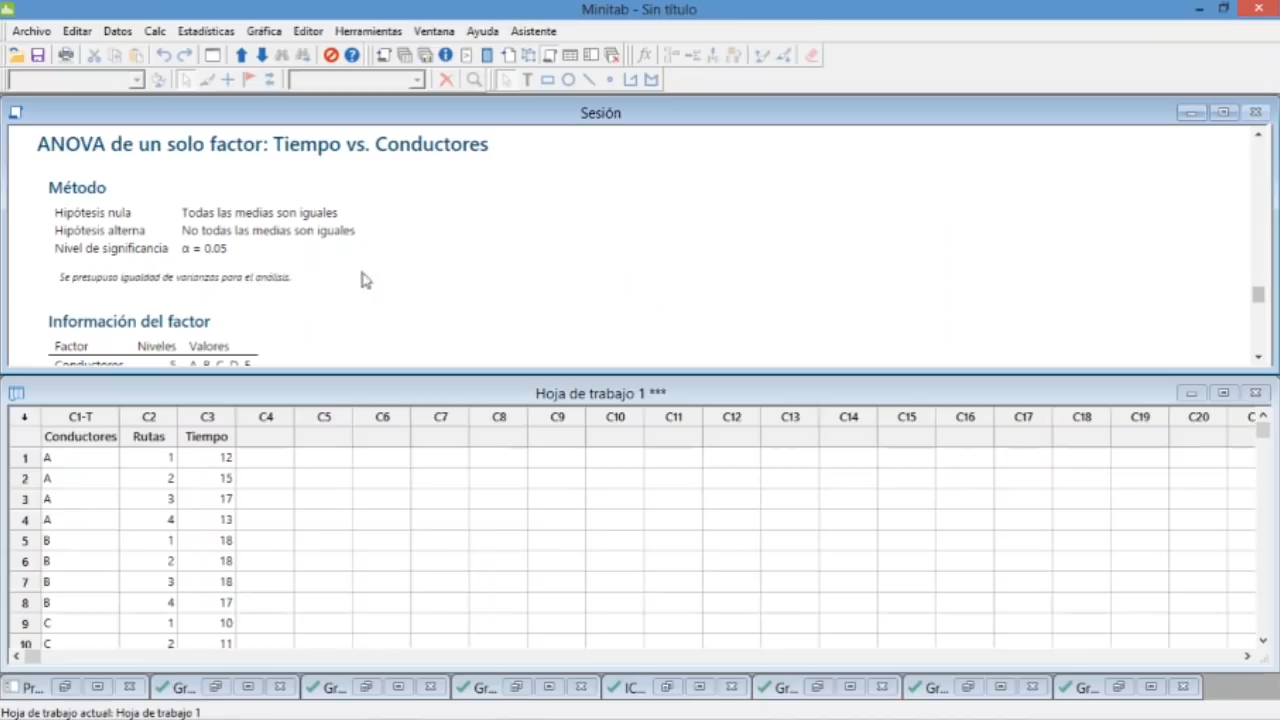 Minitab - Sin título
Archivo Editar Datos Calc Estadísticas Gráfica Editor Herramientas Ventana Ayuda Asistente
Sesión
ANOVA de un solo factor: Tiempo vs. Conductores
Método
Hipótesis nula Todas las medias son iguales
Hipótesis alterna No todas las medias son iguales
Nivel de significancia α = 0.05
Se presupuso igualdad de varianzas para el análisis.
Información del factor
Factor Niveles Valores
Conductores 5 A, B, C, D, E
Hoja de trabajo 1 ***
C1-T C2 C3 C4 C5 C6 C7 C8 C9 C10 C11 C12 C13 C14 C15 C16 C17 C18 C19 C20 C
Conductores Rutas Tiempo
1 A 1 12
2 A 2 15
3 A 3 17
4 A 4 13
5 B 1 18
6 B 2 18
7 B 3 18
8 B 4 17
9 C 1 10
10 C 2 11
Pr... Gr... Gr... Gr... IC... Gr... Gr... Gr...
Hoja de trabajo actual: Hoja de trabajo 1